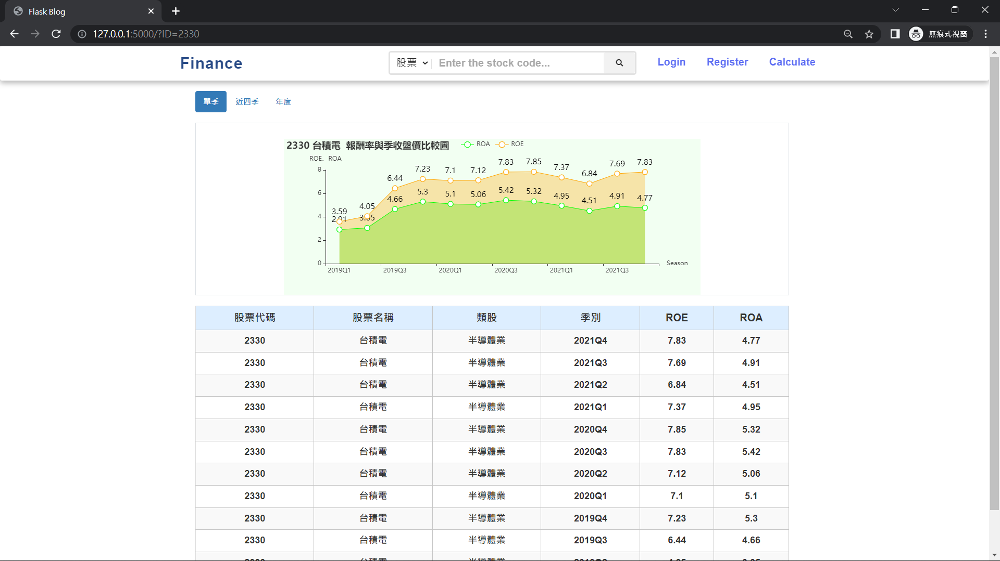 Flask Blog
127.0.0.1:5000/?ID=2330
無痕式視窗
Finance
股票
Enter the stock code...
Login
Register
Calculate
單季
近四季
年度
2330 台積電 報酬率與季收盤價比較圖
ROA
ROE
ROE、ROA
8
6
4
2
0
3.59
4.05
6.44
7.23
7.1
7.12
7.83
7.85
7.37
6.84
7.69
7.83
2.91
3.05
4.66
5.3
5.1
5.06
5.42
5.32
4.95
4.51
4.91
4.77
2019Q1
2019Q3
2020Q1
2020Q3
2021Q1
2021Q3
Season
股票代碼 股票名稱 類股 季別 ROE ROA
2330 台積電 半導體業 2021Q4 7.83 4.77
2330 台積電 半導體業 2021Q3 7.69 4.91
2330 台積電 半導體業 2021Q2 6.84 4.51
2330 台積電 半導體業 2021Q1 7.37 4.95
2330 台積電 半導體業 2020Q4 7.85 5.32
2330 台積電 半導體業 2020Q3 7.83 5.42
2330 台積電 半導體業 2020Q2 7.12 5.06
2330 台積電 半導體業 2020Q1 7.1 5.1
2330 台積電 半導體業 2019Q4 7.23 5.3
2330 台積電 半導體業 2019Q3 6.44 4.66